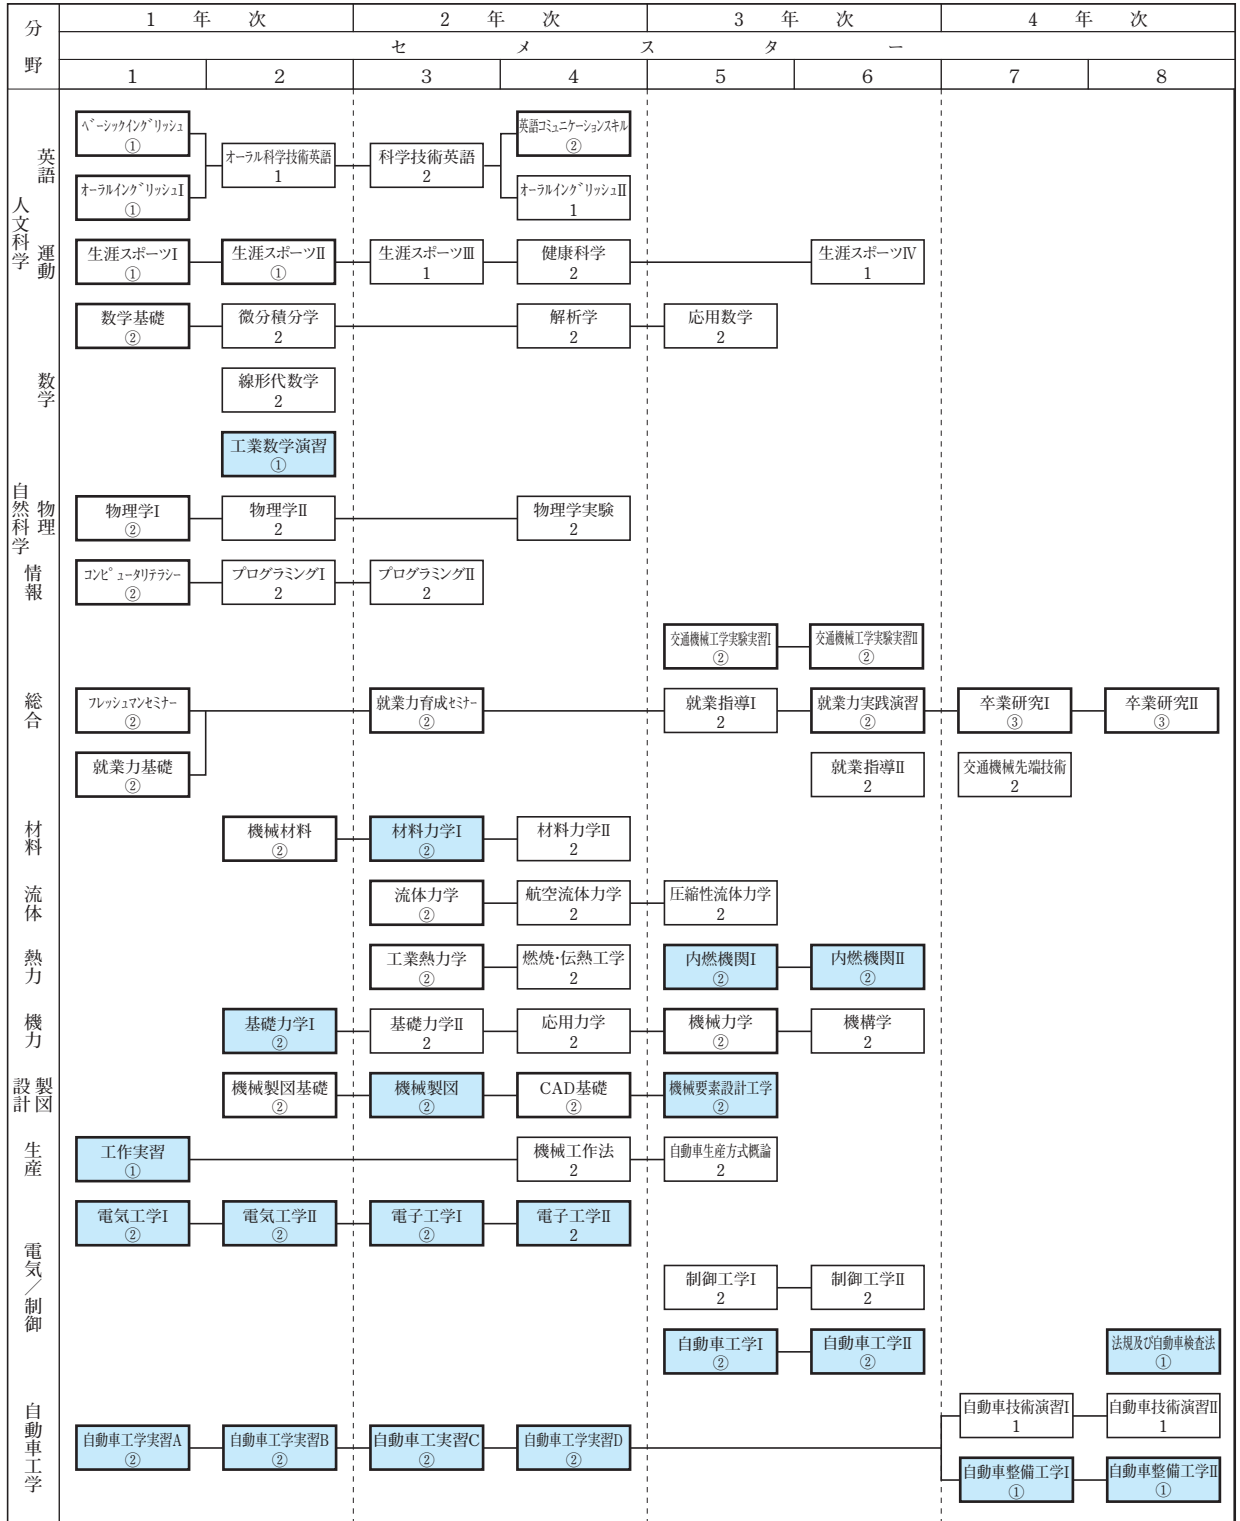 分野
1 年 次
2 年 次
3 年 次
4 年 次
セメスター
1 2 3 4 5 6 7 8
人文科学
英語
ベーシックイングリッシュ
①
オーラルイングリッシュⅠ
①
オーラル科学技術英語
1
科学技術英語
2
英語コミュニケーションスキル
②
オーラルイングリッシュⅡ
1
運動
生涯スポーツⅠ
①
生涯スポーツⅡ
①
生涯スポーツⅢ
1
健康科学
2
生涯スポーツⅣ
1
自然科学
数学
数学基礎
②
微分積分学
2
解析学
2
応用数学
2
線形代数学
2
工業数学演習
①
物理
物理学Ⅰ
②
物理学Ⅱ
2
物理学実験
2
情報
コンピュータリテラシー
②
プログラミングⅠ
2
プログラミングⅡ
2
総合
交通機械工学実験実習Ⅰ
②
交通機械工学実験実習Ⅱ
②
フレッシュマンセミナー
②
就業力育成セミナー
②
就業指導Ⅰ
2
就業力実践演習
②
卒業研究Ⅰ
③
卒業研究Ⅱ
③
就業力基礎
②
就業指導Ⅱ
2
交通機械先端技術
2
材料
機械材料
②
材料力学Ⅰ
②
材料力学Ⅱ
2
流体
流体力学
②
航空流体力学
2
圧縮性流体力学
2
熱力
工業熱力学
②
燃焼・伝熱工学
2
内燃機関Ⅰ
②
内燃機関Ⅱ
②
機力
基礎力学Ⅰ
②
基礎力学Ⅱ
2
応用力学
2
機械力学
②
機構学
2
設計製図
機械製図基礎
②
機械製図
②
CAD基礎
②
機械要素設計工学
②
生産
工作実習
①
機械工作法
2
自動車生産方式概論
2
電気／制御
電気工学Ⅰ
②
電気工学Ⅱ
②
電子工学Ⅰ
②
電子工学Ⅱ
2
制御工学Ⅰ
2
制御工学Ⅱ
2
自動車工学
自動車工学Ⅰ
②
自動車工学Ⅱ
②
法規及び自動車検査法
①
自動車技術演習Ⅰ
1
自動車技術演習Ⅱ
1
自動車工学実習A
②
自動車工学実習B
②
自動車工実習C
②
自動車工学実習D
②
自動車整備工学Ⅰ
①
自動車整備工学Ⅱ
①